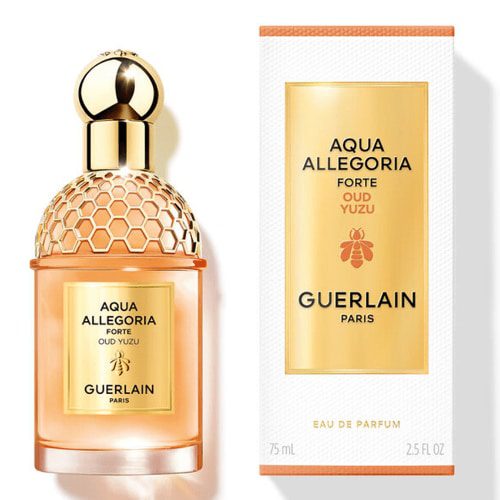 AQUA
ALLEGORIA
FORTE
OUD YUZU
GUERLAIN
PARIS
AQUA
ALLEGORIA
FORTE
OUD
YUZU
GUERLAIN
PARIS
EAU DE PARFUM
75 mL 2.5 FL OZ